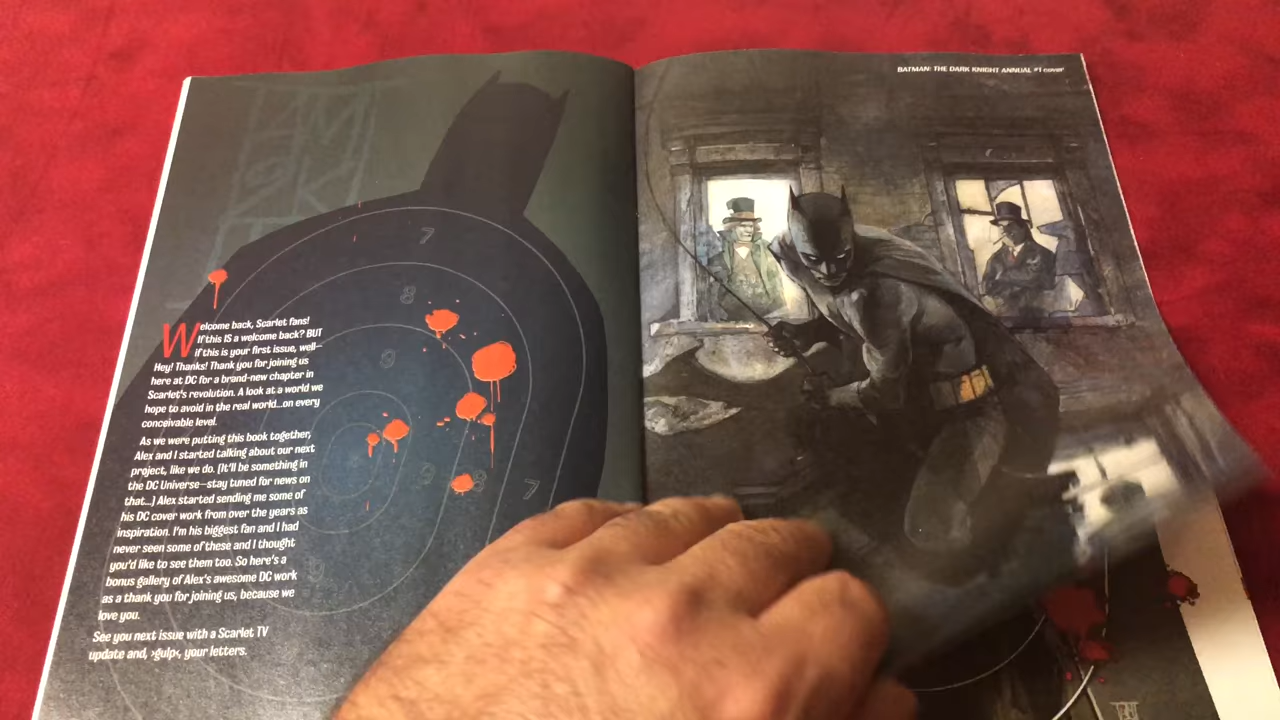 BATMAN: THE DARK KNIGHT ANNUAL #1 cover
7
8
9
Welcome back, Scarlet fans!
If this IS a welcome back? BUT
if this is your first issue, well—
Hey! Thanks! Thank you for joining us
here at DC for a brand-new chapter in
Scarlet's revolution. A look at a world we
hope to avoid in the real world...on every
conceivable level.
As we were putting this book together,
Alex and I started talking about our next
project, like we do. (It'll be something in
the DC Universe—stay tuned for news on
that...) Alex started sending me some of
his DC cover work from over the years as
inspiration. I'm his biggest fan and I had
never seen some of these and I thought
you'd like to see them too. So here's a
bonus gallery of Alex's awesome DC work
as a thank you for joining us, because we
love you.
See you next issue with a Scarlet TV
update and, >gulp<, your letters.
9
8
7
9